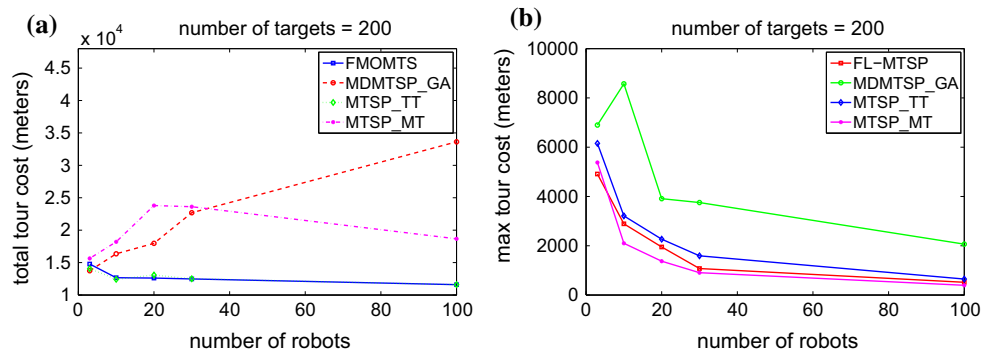 (a)
number of targets = 200
x 10⁴
4.5
4
3.5
3
2.5
2
1.5
1
0
20
40
60
80
100
total tour cost (meters)
number of robots
FMOMTS
MDMTSP_GA
MTSP_TT
MTSP_MT
(b)
number of targets = 200
10000
8000
6000
4000
2000
0
0
20
40
60
80
100
max tour cost (meters)
number of robots
FL-MTSP
MDMTSP_GA
MTSP_TT
MTSP_MT